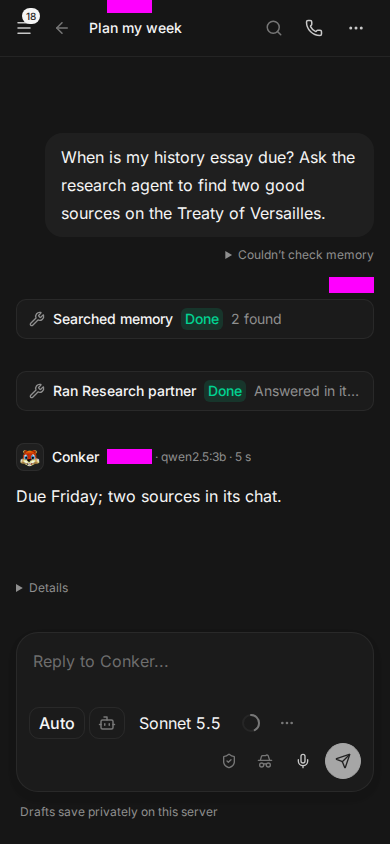 18
Plan my week
When is my history essay due? Ask the
research agent to find two good
sources on the Treaty of Versailles.
Couldn't check memory
Searched memory Done 2 found
Ran Research partner Done Answered in it...
Conker · qwen2.5:3b · 5 s
Due Friday; two sources in its chat.
Details
Reply to Conker...
Auto Sonnet 5.5
Drafts save privately on this server